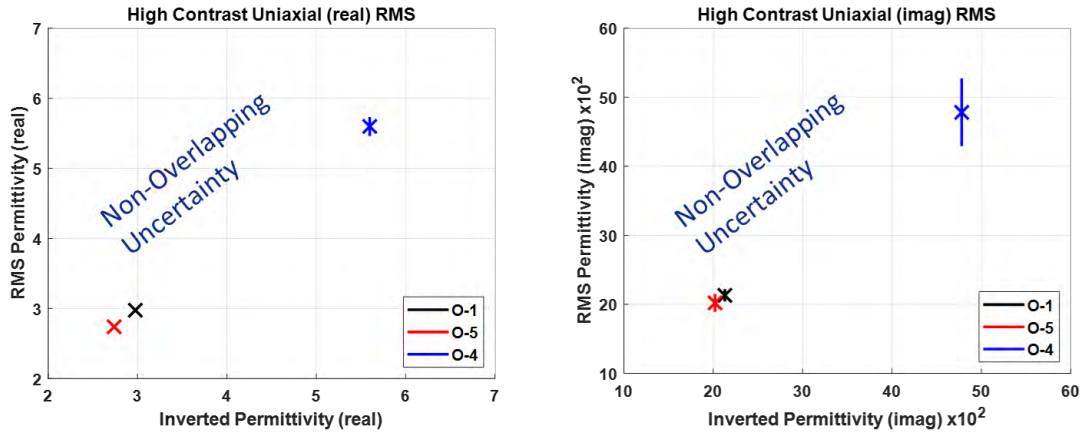 High Contrast Uniaxial (real) RMS
7
6
5
4
3
2
RMS Permittivity (real)
Non-Overlapping
Uncertainty
O-1
O-5
O-4
2 3 4 5 6 7
Inverted Permittivity (real)
High Contrast Uniaxial (imag) RMS
60
50
40
30
20
10
RMS Permittivity (imag) x10²
Non-Overlapping
Uncertainty
O-1
O-5
O-4
10 20 30 40 50 60
Inverted Permittivity (imag) x10²